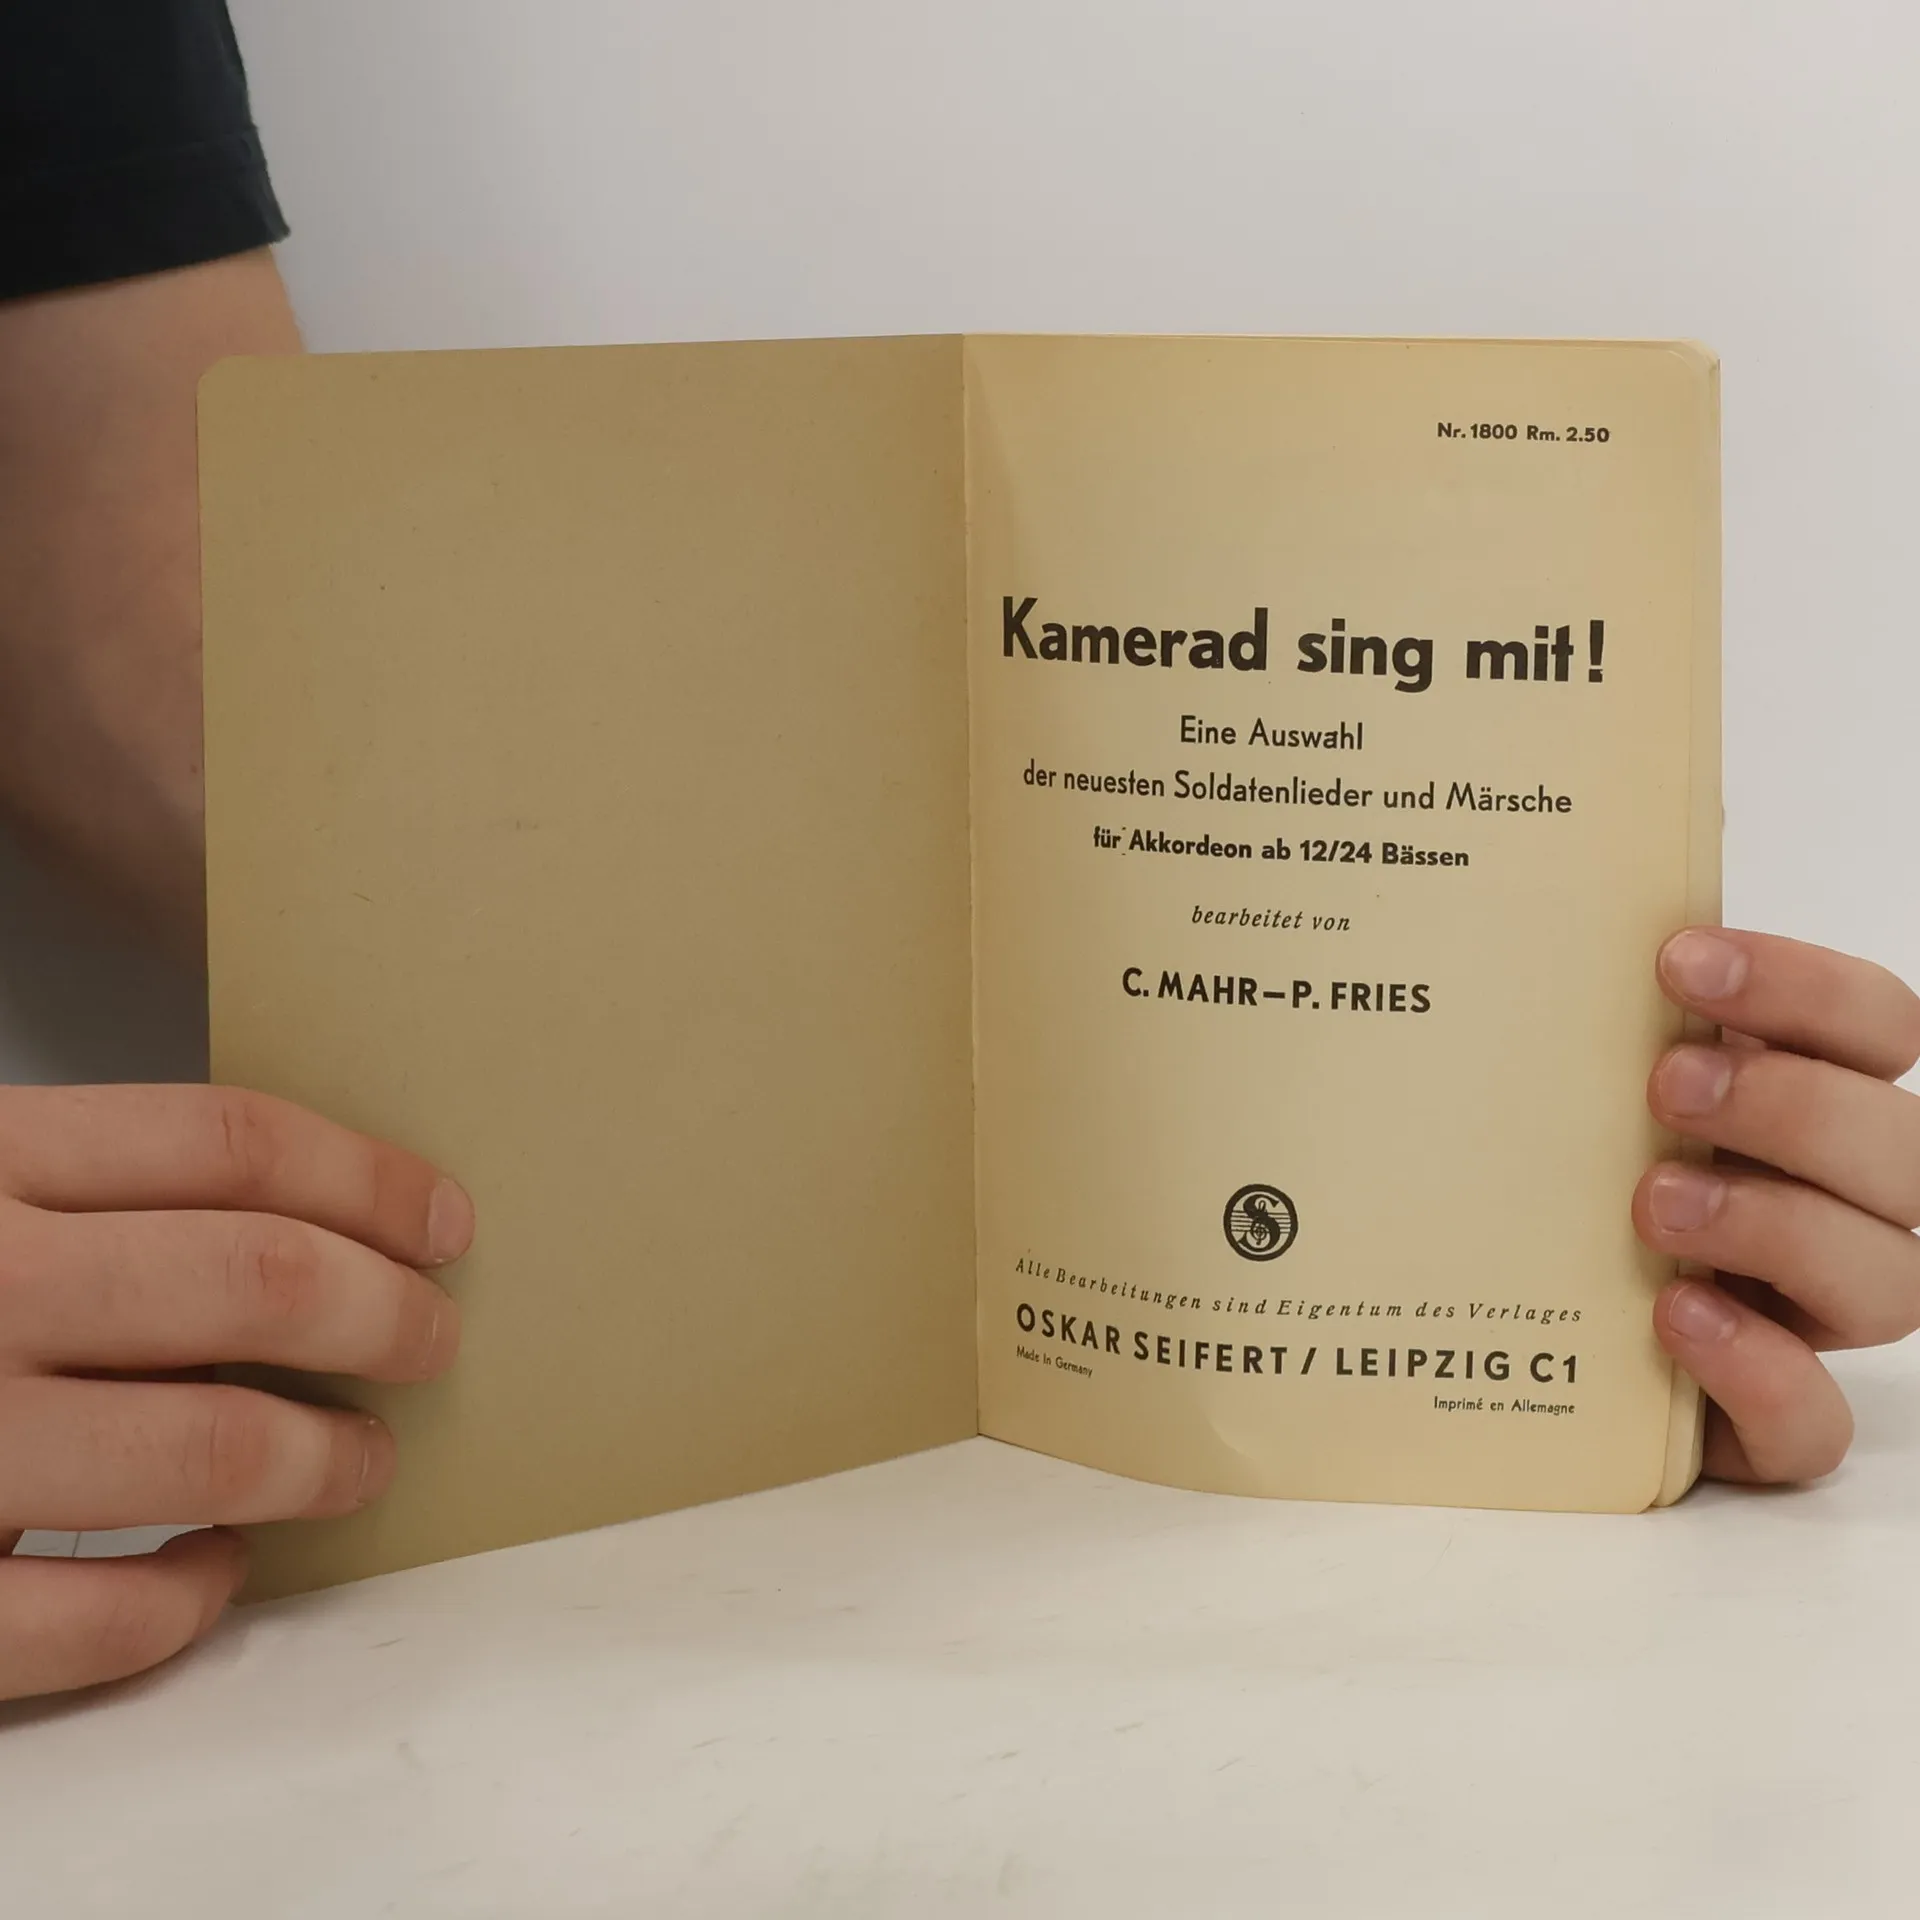 Nr. 1800 Rm. 2.50
Kamerad sing mit!
Eine Auswahl
der neuesten Soldatenlieder und Märsche
für Akkordeon ab 12/24 Bässen
bearbeitet von
C. MAHR – P. FRIES
S
Alle Bearbeitungen sind Eigentum des Verlages
OSKAR SEIFERT / LEIPZIG C1
Made in Germany
Imprimé en Allemagne